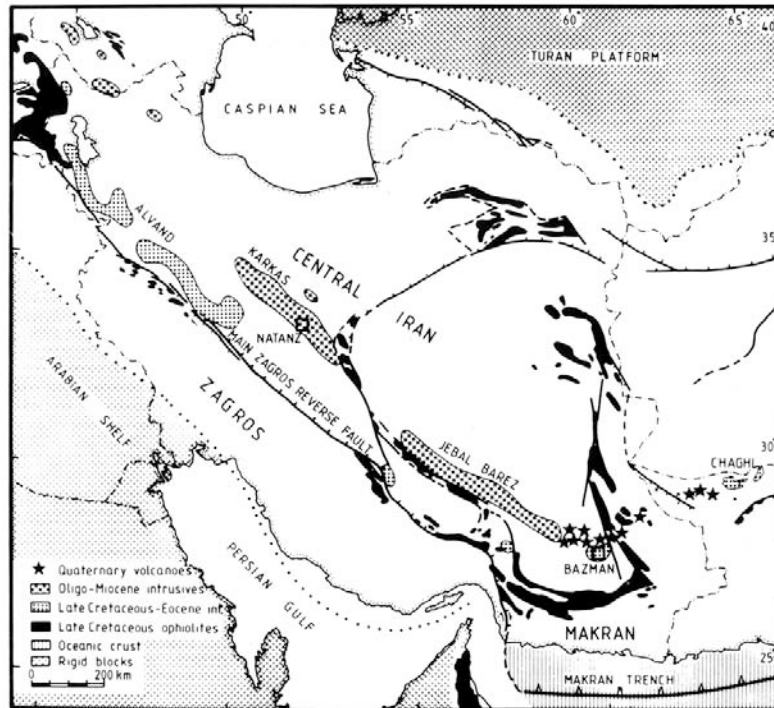 50
55
60
65
40
TURAN PLATFORM
CASPIAN SEA
ALVAND
35
KARKAS
CENTRAL
IRAN
NATANZ
MAIN ZAGROS REVERSE FAULT
ZAGROS
ARABIAN SHELF
JEBAL BAREZ
30
CHAGHI
PERSIAN GULF
BAZMAN
MAKRAN
25
MAKRAN TRENCH
★ Quaternary volcanoes
Oligo-Miocene intrusives
Late Cretaceous-Eocene int
Late Cretaceous ophiolites
Oceanic crust
Rigid blocks
0 200 km